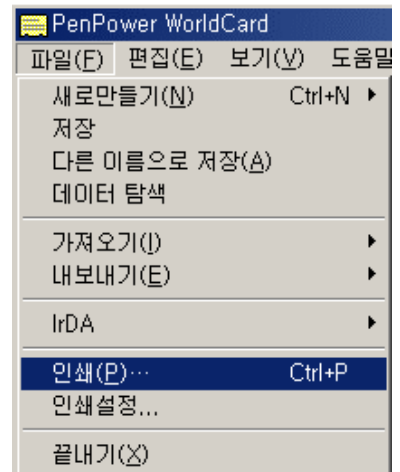 PenPower WorldCard
파일(F) 편집(E) 보기(V) 도움말
새로만들기(N) Ctrl+N
저장
다른 이름으로 저장(A)
데이터 탐색
가져오기(I)
내보내기(E)
IrDA
인쇄(P)… Ctrl+P
인쇄설정...
끝내기(X)